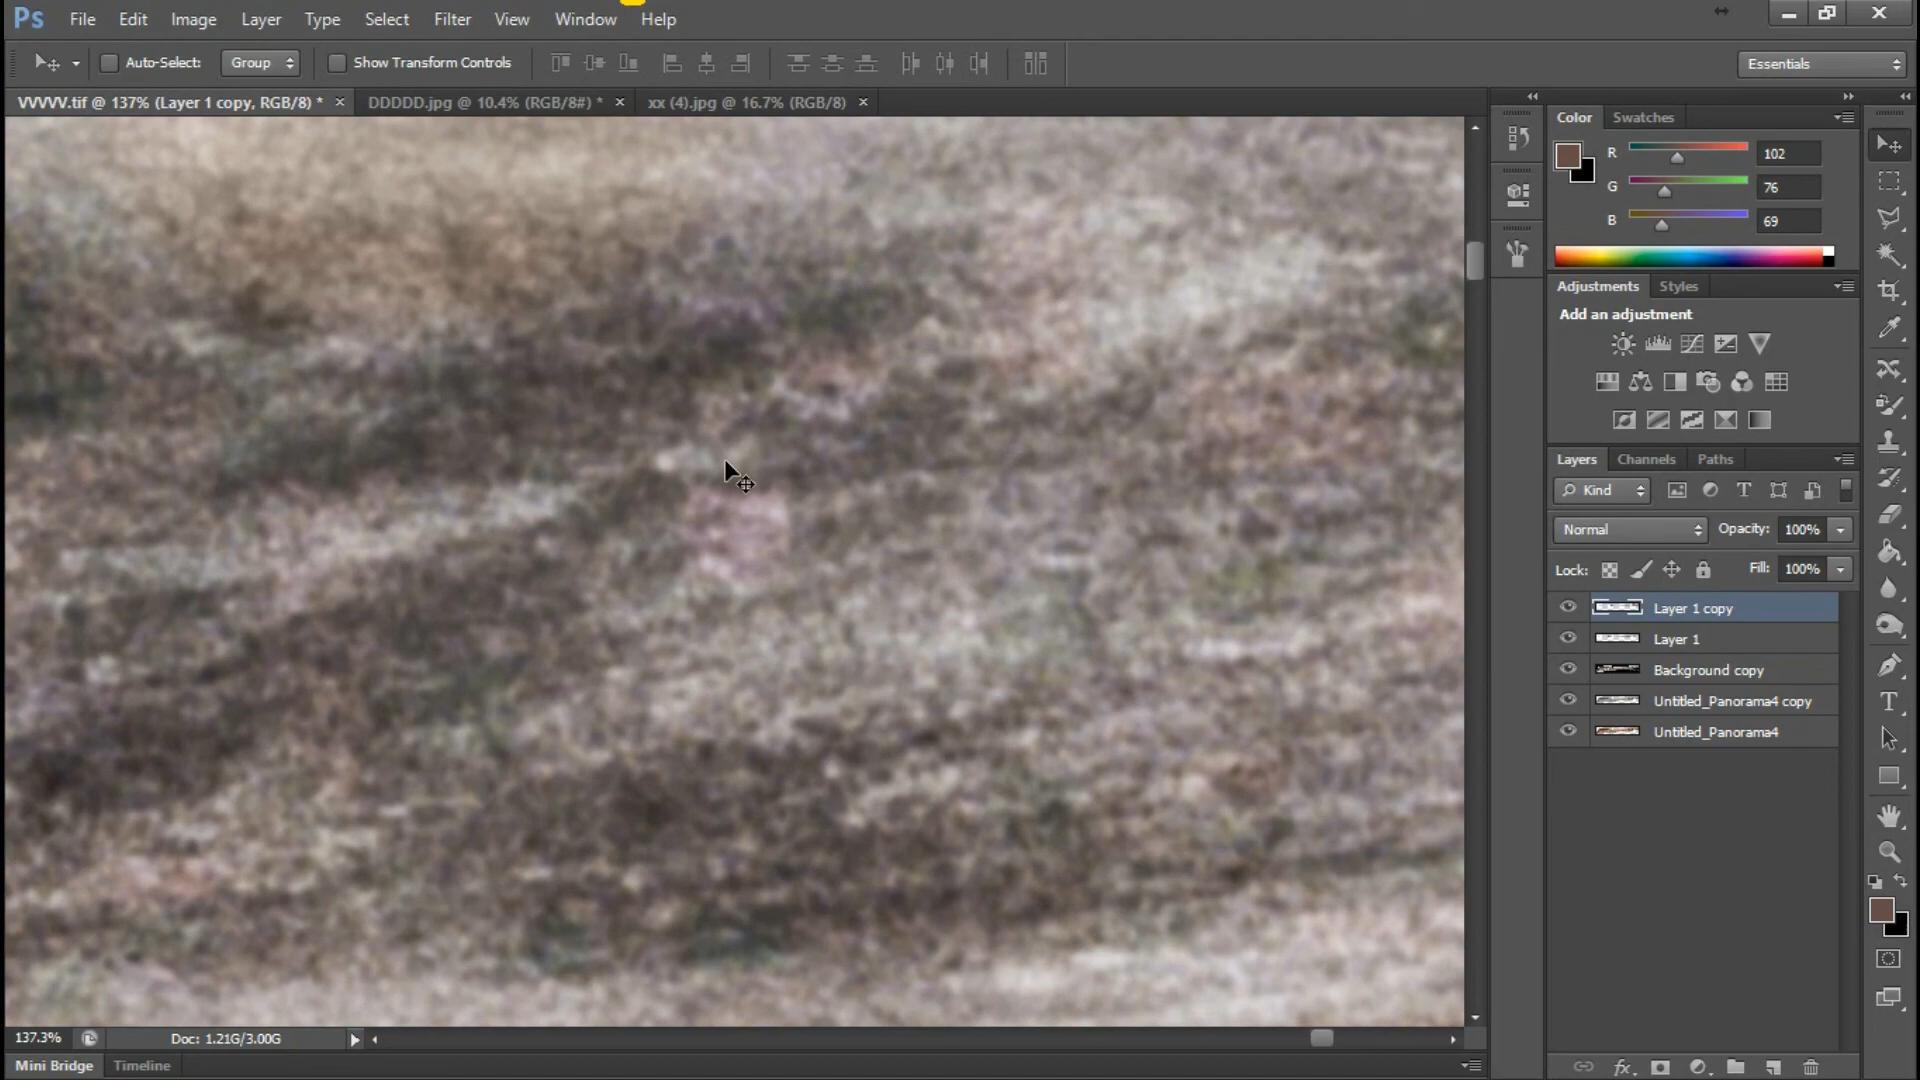 Ps File Edit Image Layer Type Select Filter View Window Help
Auto-Select: Group Show Transform Controls Essentials
VVVVV.tif @ 137% (Layer 1 copy, RGB/8) * × DDDDD.jpg @ 10.4% (RGB/8#) * × xx (4).jpg @ 16.7% (RGB/8) ×
Color Swatches
R 102
G 76
B 69
Adjustments Styles
Add an adjustment
Layers Channels Paths
Kind
Normal Opacity: 100%
Lock: Fill: 100%
Layer 1 copy
Layer 1
Background copy
Untitled_Panorama4 copy
Untitled_Panorama4
137.3% Doc: 1.21G/3.00G
Mini Bridge Timeline